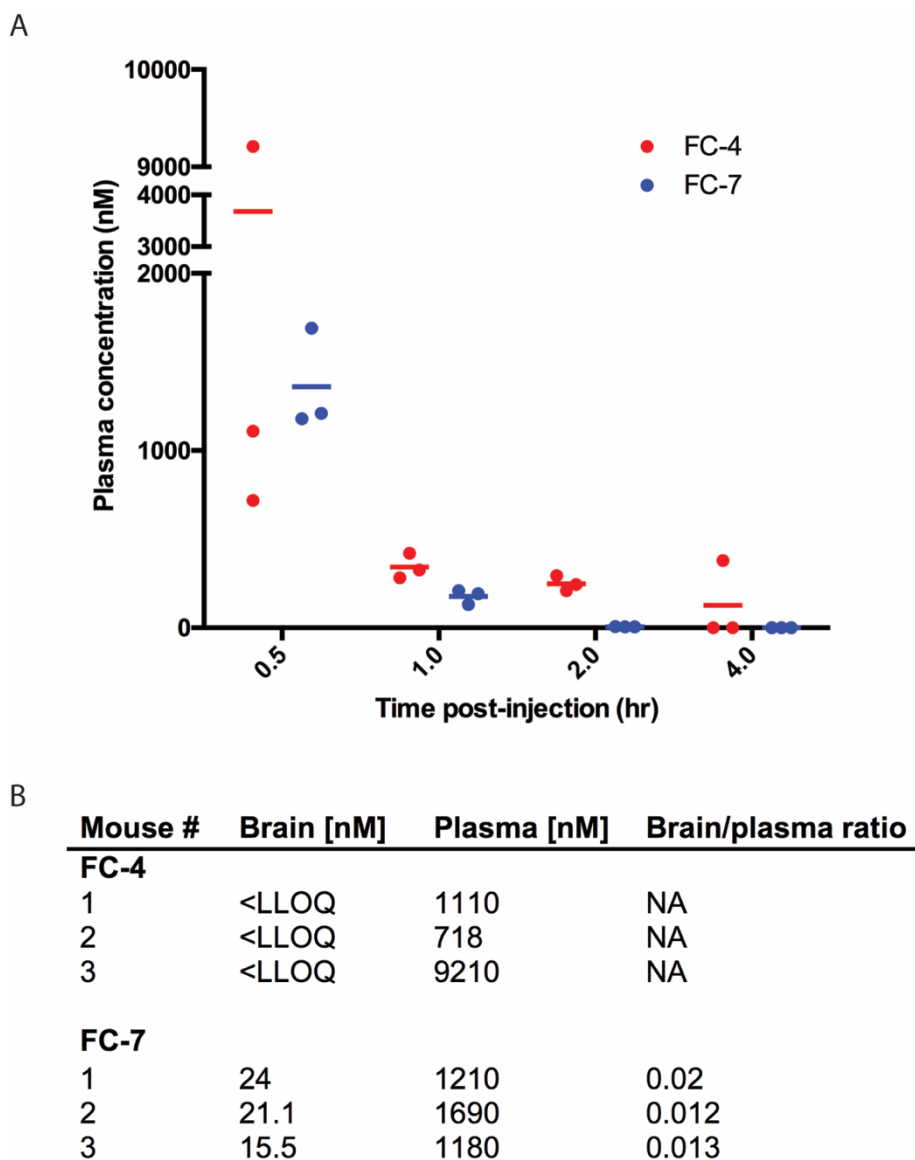 A
10000
9000
4000
3000
2000
1000
0
Plasma concentration (nM)
FC-4
FC-7
0.5
1.0
2.0
4.0
Time post-injection (hr)
B
Mouse # Brain [nM] Plasma [nM] Brain/plasma ratio
FC-4
1 <LLOQ 1110 NA
2 <LLOQ 718 NA
3 <LLOQ 9210 NA
FC-7
1 24 1210 0.02
2 21.1 1690 0.012
3 15.5 1180 0.013